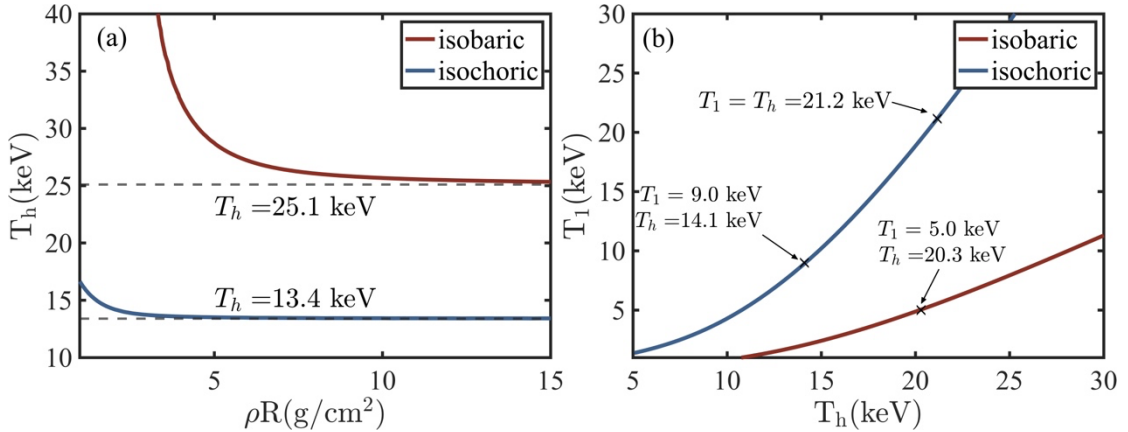 (a)
isobaric
isochoric
T_h =25.1 keV
T_h =13.4 keV
T_h(keV)
40
35
30
25
20
15
10
5
10
15
ρR(g/cm²)
(b)
isobaric
isochoric
T_1 = T_h =21.2 keV
T_1 = 9.0 keV
T_h =14.1 keV
T_1 = 5.0 keV
T_h =20.3 keV
T_1(keV)
30
25
20
15
10
5
5
10
15
20
25
30
T_h(keV)